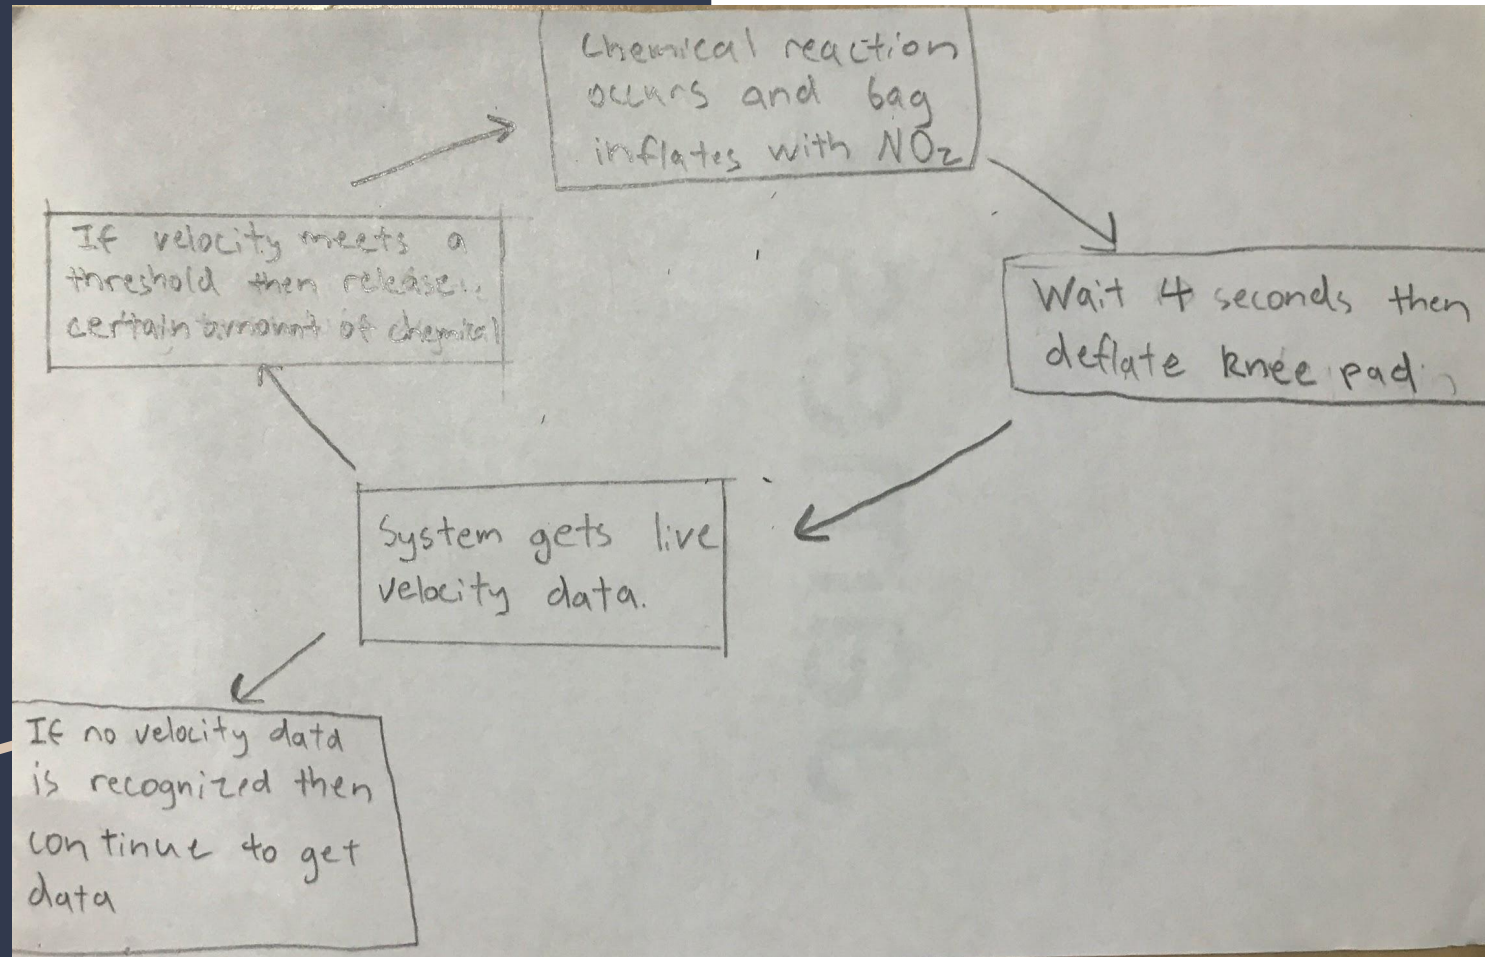 Chemical reaction
occurs and bag
inflates with NO2
If velocity meets a
threshold then release
certain amount of chemical
Wait 4 seconds then
deflate knee pad
System gets live
velocity data.
If no velocity data
is recognized then
continue to get
data